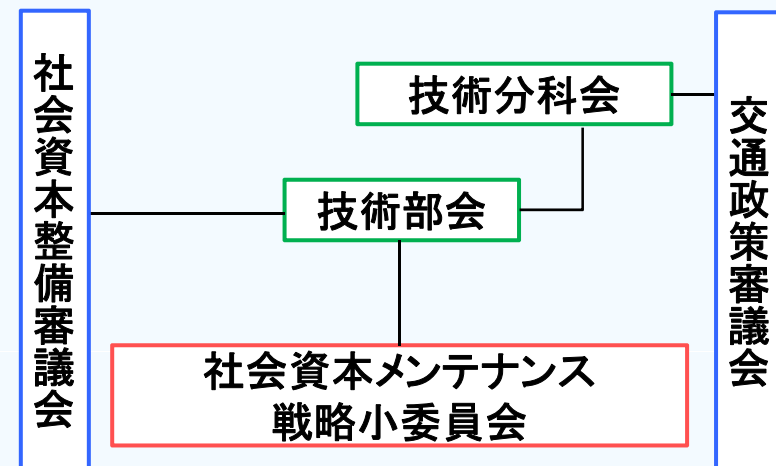 社会資本整備審議会
技術分科会
交通政策審議会
技術部会
社会資本メンテナンス
戦略小委員会